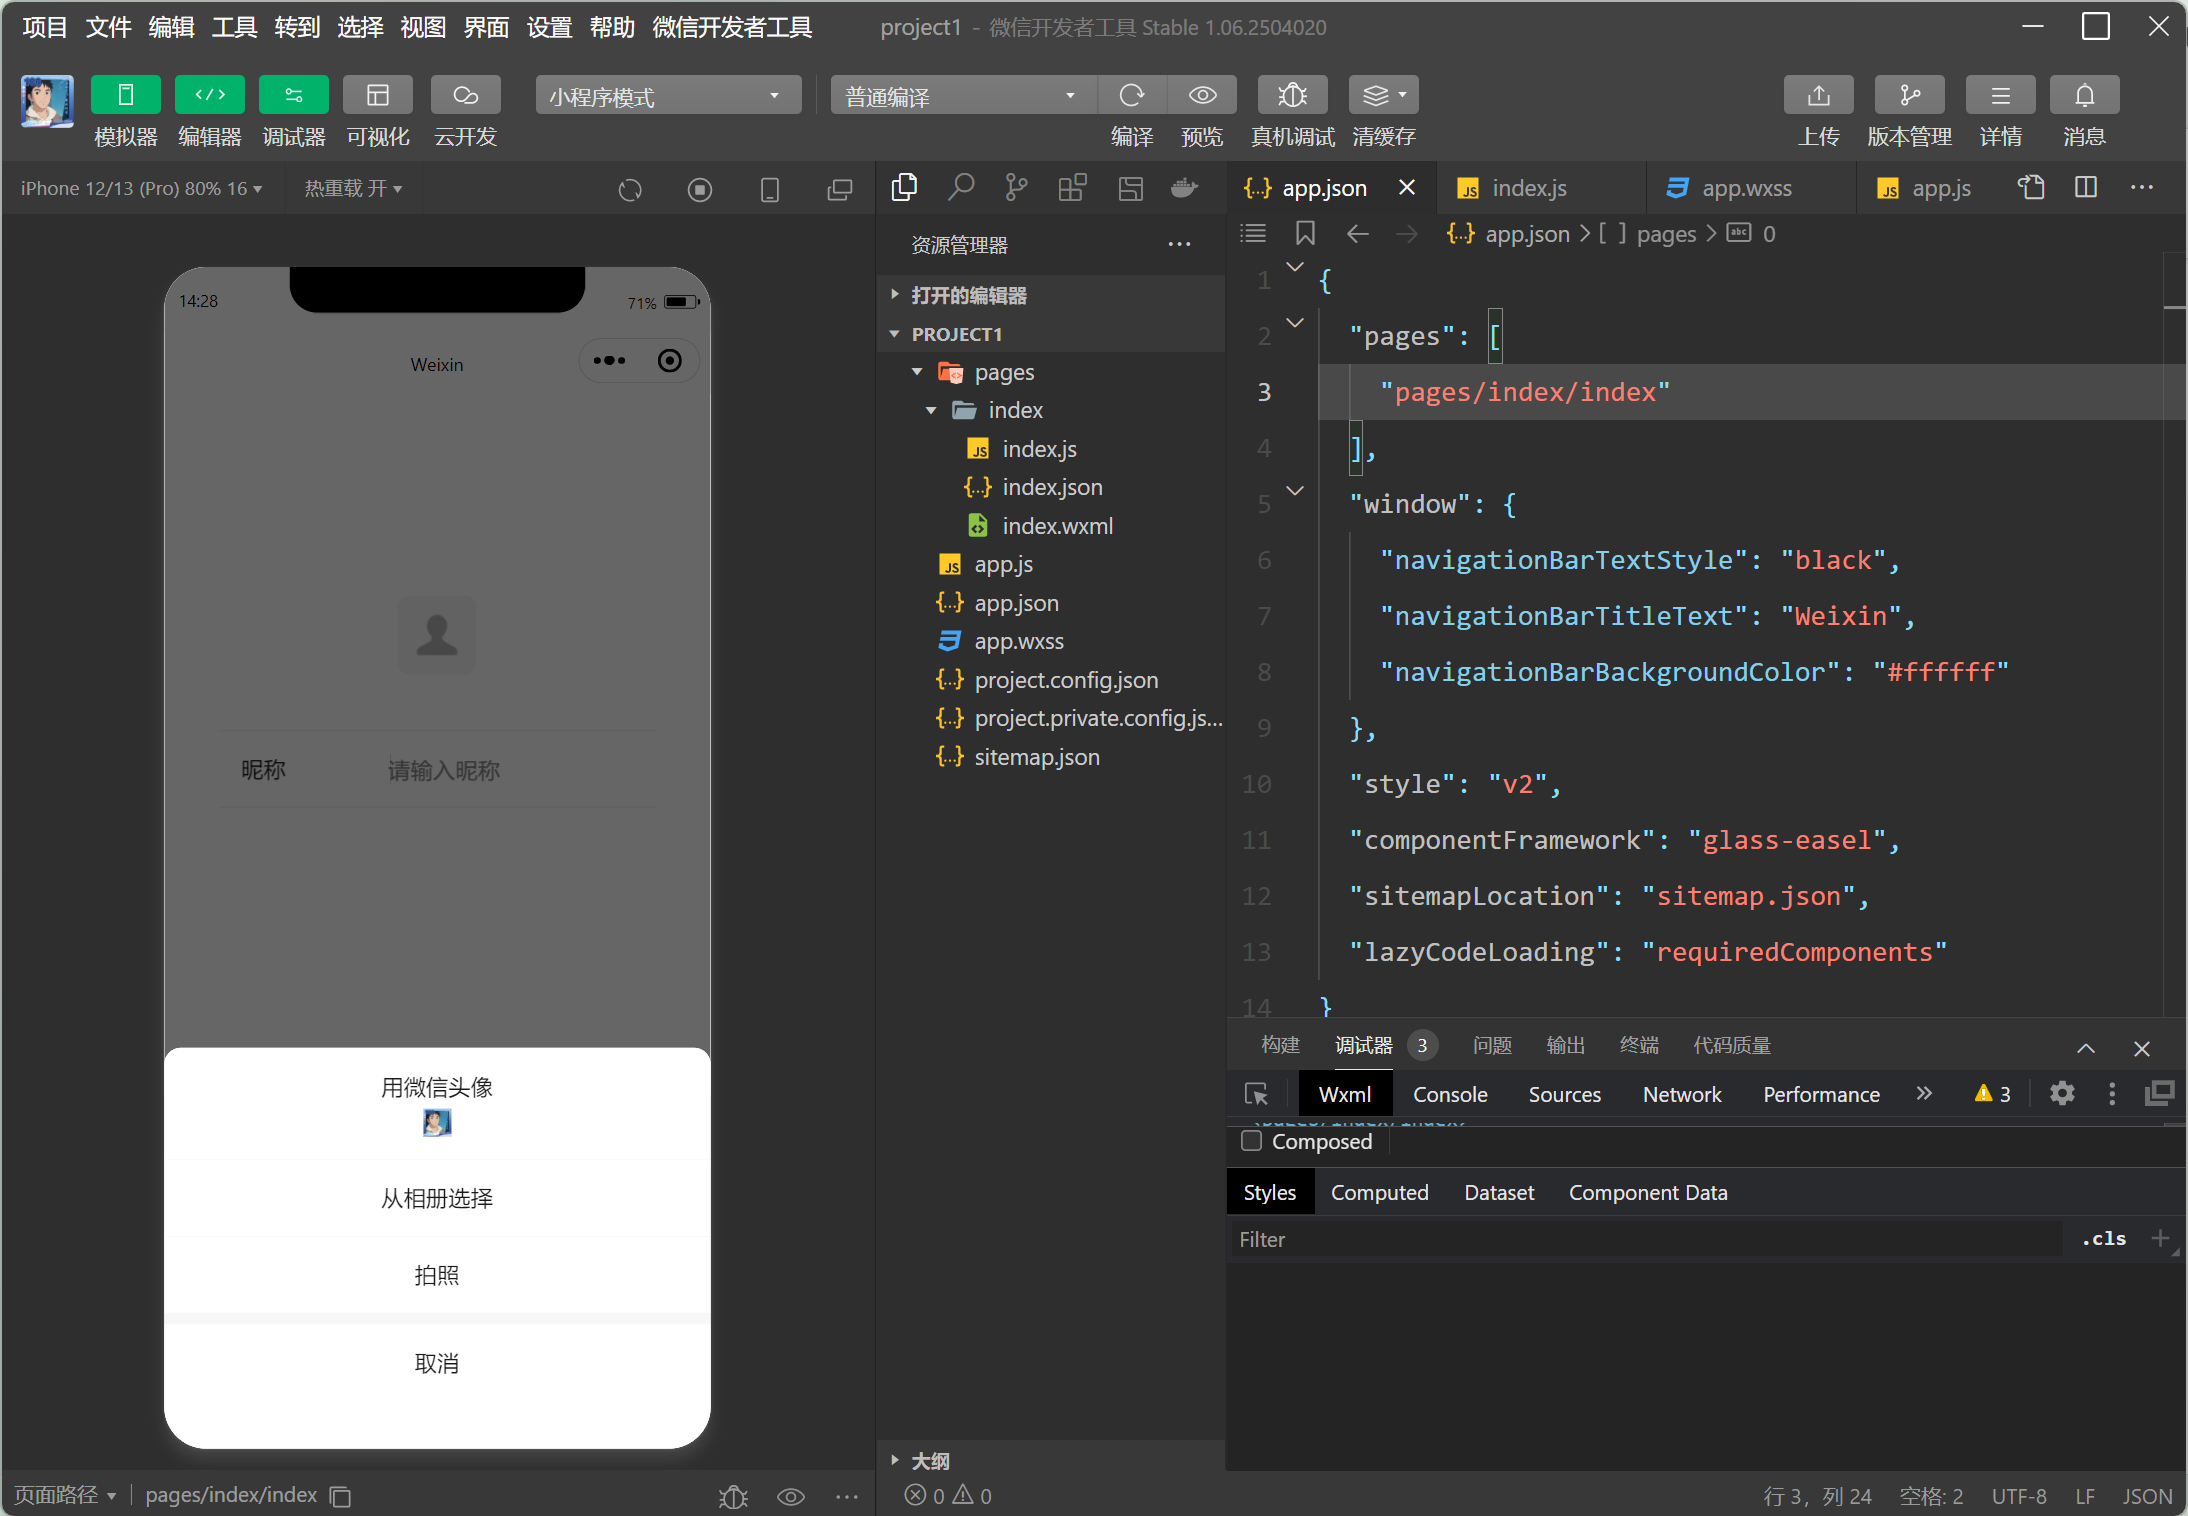 项目 文件 编辑 工具 转到 选择 视图 界面 设置 帮助 微信开发者工具 project1 - 微信开发者工具 Stable 1.06.2504020
小程序模式 普通编译
模拟器 编辑器 调试器 可视化 云开发 编译 预览 真机调试 清缓存 上传 版本管理 详情 消息
iPhone 12/13 (Pro) 80% 16 热重载 开
14:28 71%
Weixin
昵称 请输入昵称
用微信头像
从相册选择
拍照
取消
页面路径 pages/index/index
资源管理器
打开的编辑器
PROJECT1
pages
index
index.js
index.json
index.wxml
app.js
app.json
app.wxss
project.config.json
project.private.config.js...
sitemap.json
大纲
0 0
app.json index.js app.wxss app.js
app.json > [ ] pages > abc 0
1 {
2 "pages": [
3 "pages/index/index"
4 ],
5 "window": {
6 "navigationBarTextStyle": "black",
7 "navigationBarTitleText": "Weixin",
8 "navigationBarBackgroundColor": "#ffffff"
9 },
10 "style": "v2",
11 "componentFramework": "glass-easel",
12 "sitemapLocation": "sitemap.json",
13 "lazyCodeLoading": "requiredComponents"
14 }
构建 调试器 3 问题 输出 终端 代码质量
Wxml Console Sources Network Performance 3
Composed
Styles Computed Dataset Component Data
Filter .cls
行 3，列 24 空格: 2 UTF-8 LF JSON